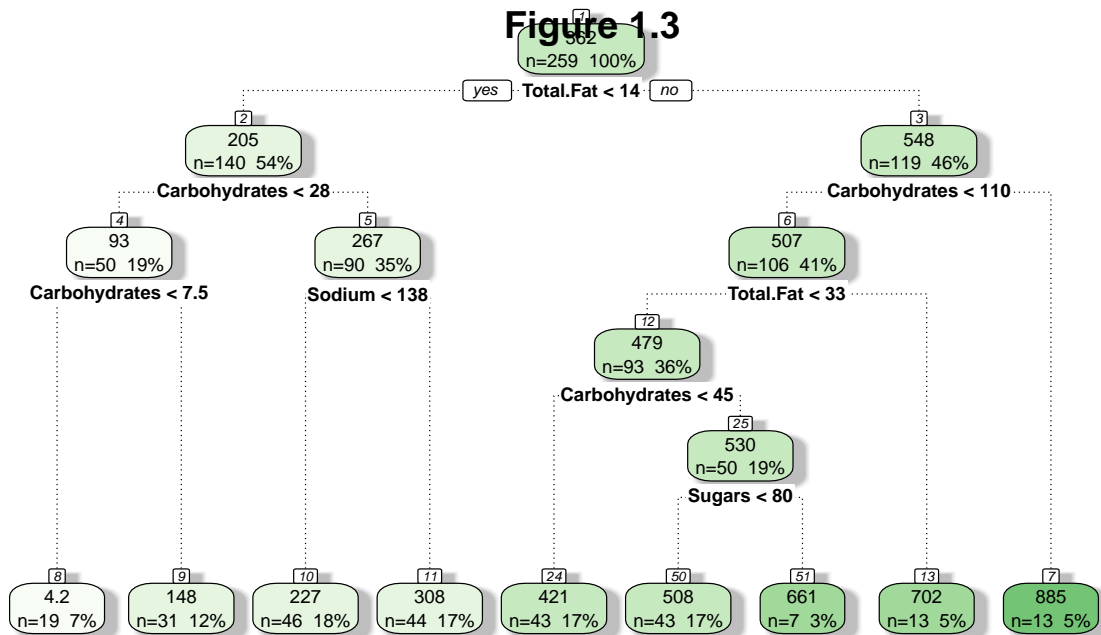 Figure 1.3
1
362
n=259 100%
yes Total.Fat < 14 no
2
205
n=140 54%
3
548
n=119 46%
Carbohydrates < 28
Carbohydrates < 110
4
93
n=50 19%
5
267
n=90 35%
6
507
n=106 41%
Carbohydrates < 7.5
Sodium < 138
Total.Fat < 33
12
479
n=93 36%
Carbohydrates < 45
25
530
n=50 19%
Sugars < 80
8
4.2
n=19 7%
9
148
n=31 12%
10
227
n=46 18%
11
308
n=44 17%
24
421
n=43 17%
50
508
n=43 17%
51
661
n=7 3%
13
702
n=13 5%
7
885
n=13 5%